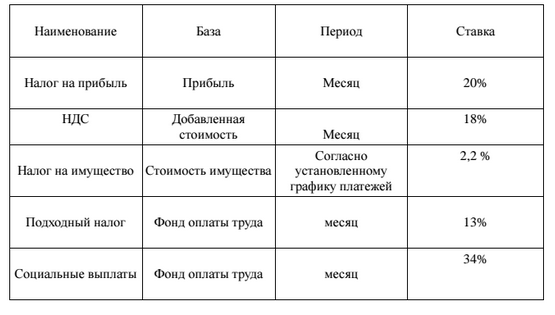 Наименование База Период Ставка
Налог на прибыль Прибыль Месяц 20%
НДС Добавленная 18%
стоимость Месяц
Согласно 2,2 %
Налог на имущество Стоимость имущества установленному
графику платежей
Подходный налог Фонд оплаты труда месяц 13%
34%
Социальные выплаты Фонд оплаты труда месяц